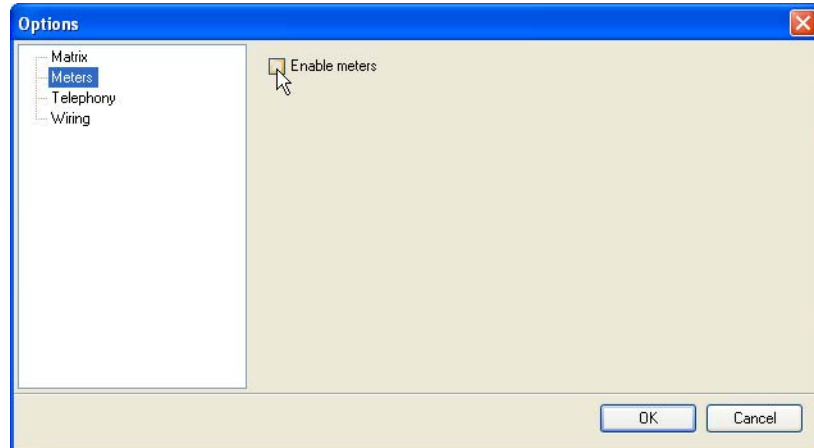 Options
Matrix
Meters
Telephony
Wiring
Enable meters
OK
Cancel